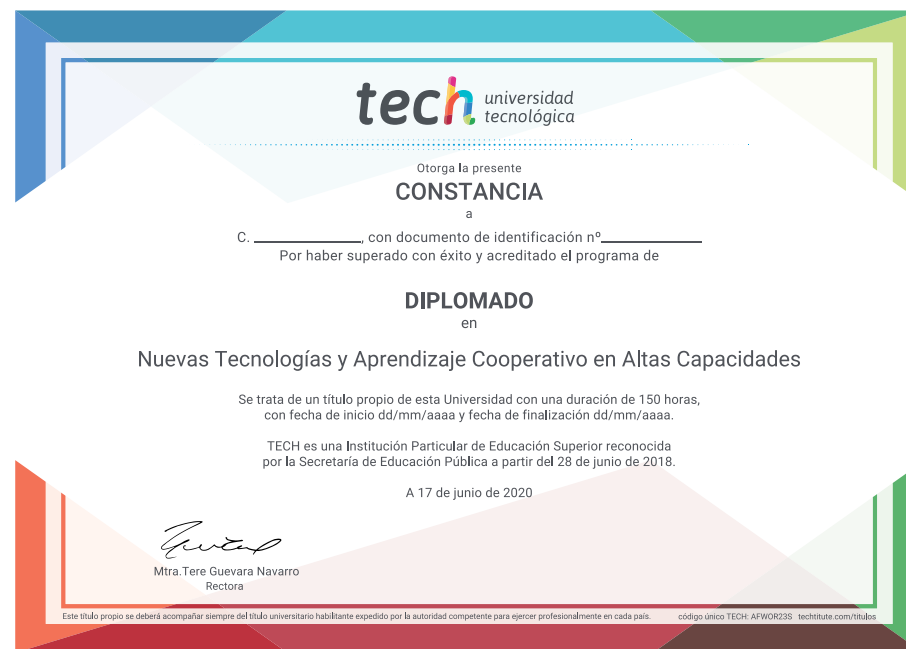 tech universidad
tecnológica
Otorga la presente
CONSTANCIA
a
C. ____________, con documento de identificación nº____________
Por haber superado con éxito y acreditado el programa de
DIPLOMADO
en
Nuevas Tecnologías y Aprendizaje Cooperativo en Altas Capacidades
Se trata de un título propio de esta Universidad con una duración de 150 horas,
con fecha de inicio dd/mm/aaaa y fecha de finalización dd/mm/aaaa.
TECH es una Institución Particular de Educación Superior reconocida
por la Secretaría de Educación Pública a partir del 28 de junio de 2018.
A 17 de junio de 2020
Mtra.Tere Guevara Navarro
Rectora
Este título propio se deberá acompañar siempre del título universitario habilitante expedido por la autoridad competente para ejercer profesionalmente en cada país. código único TECH: AFWOR23S techtitute.com/titulos